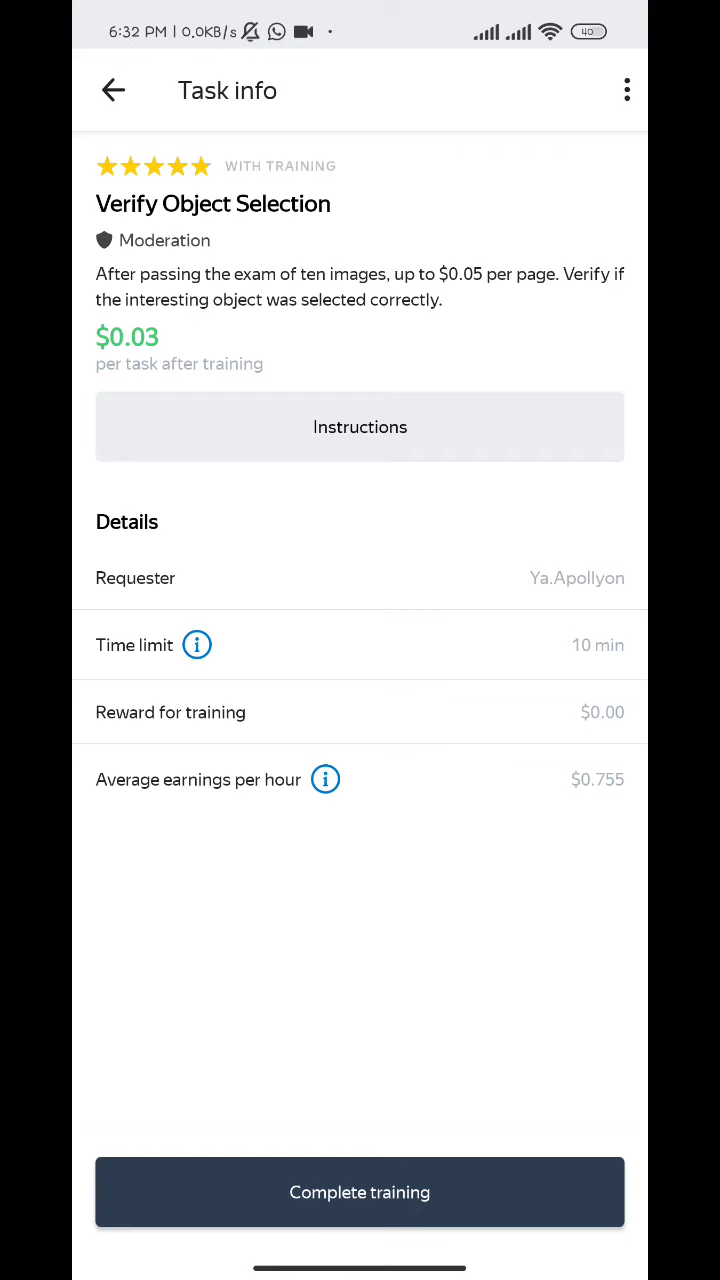 6:32 PM | 0.0KB/s 40
Task info
WITH TRAINING
Verify Object Selection
Moderation
After passing the exam of ten images, up to $0.05 per page. Verify if
the interesting object was selected correctly.
$0.03
per task after training
Instructions
Details
Requester Ya.Apollyon
Time limit 10 min
Reward for training $0.00
Average earnings per hour $0.755
Complete training